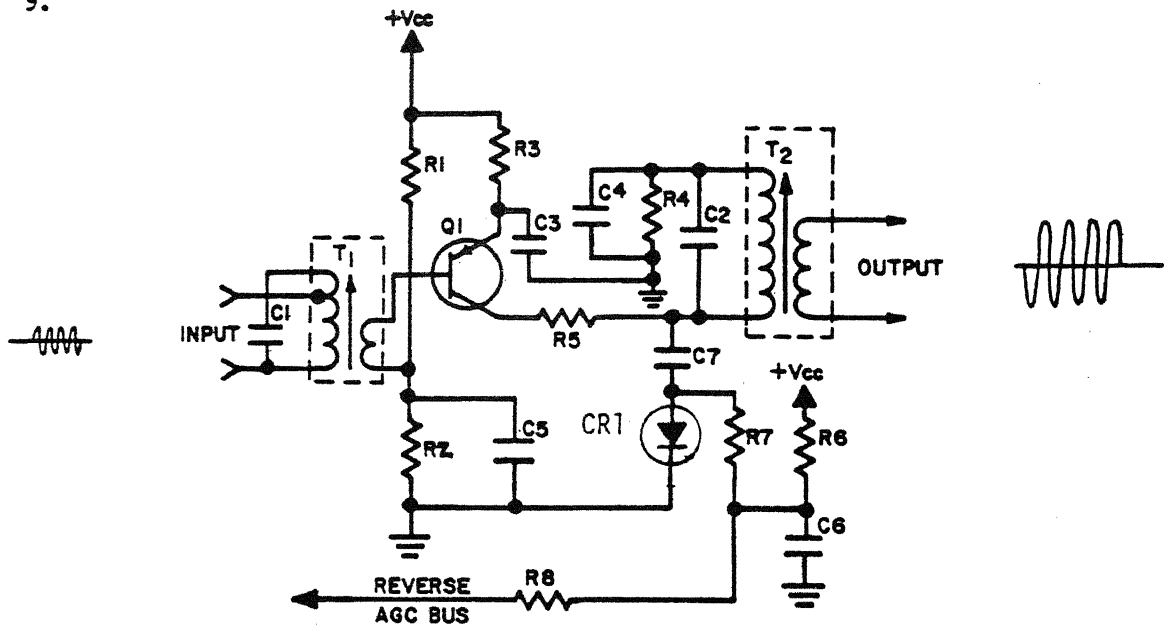 9.
+Vcc
R1
R3
Q1
C3
C4
R4
C2
T2
T1
INPUT
C1
OUTPUT
R5
C7
+Vcc
R2
C5
CR1
R7
R6
C6
REVERSE
AGC BUS
R8